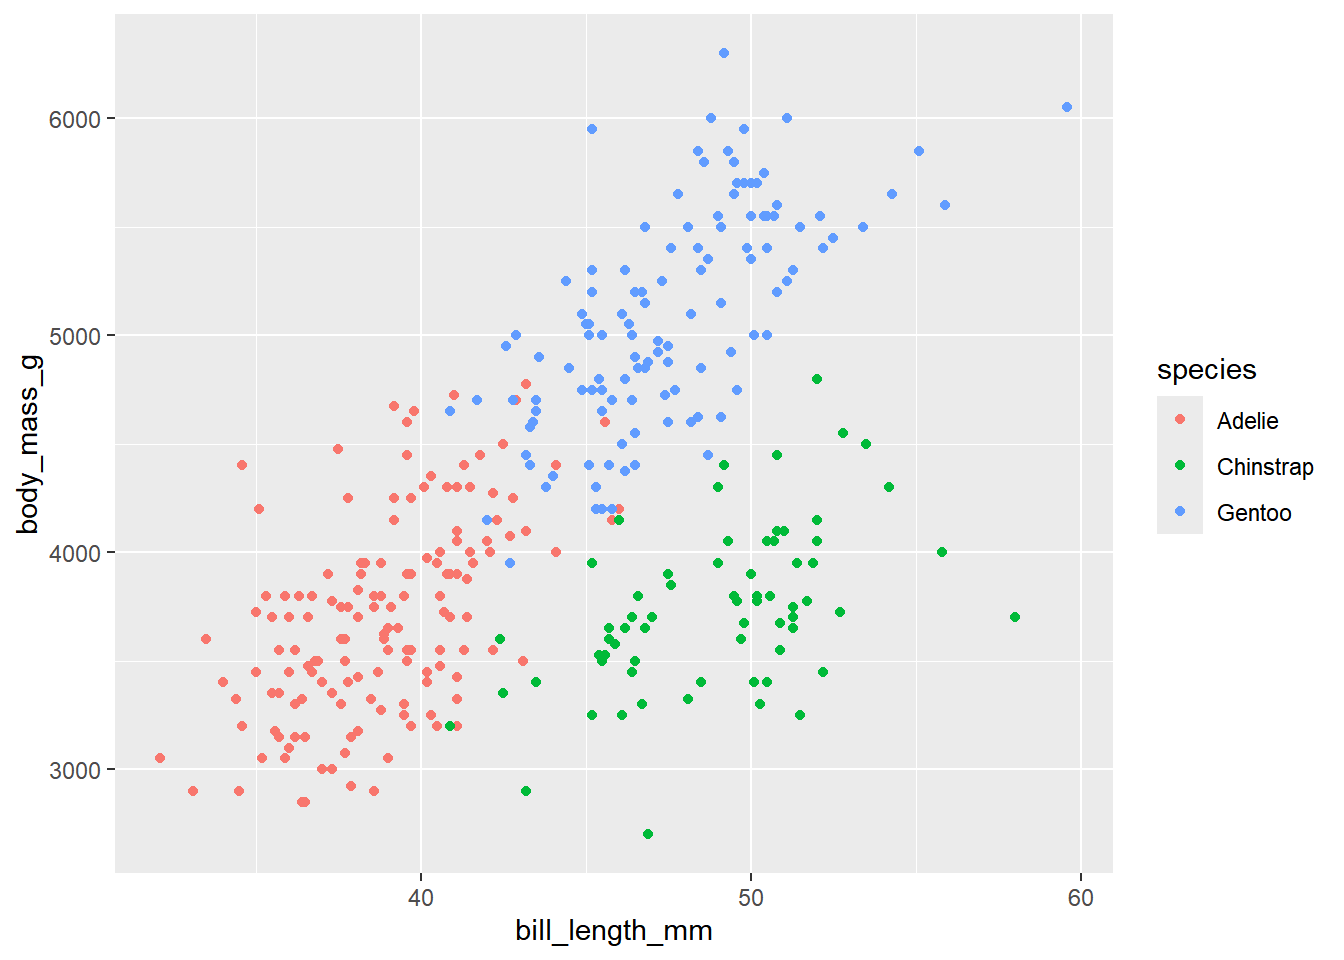 6000
5000
4000
3000
body_mass_g
40
50
60
bill_length_mm
species
Adelie
Chinstrap
Gentoo